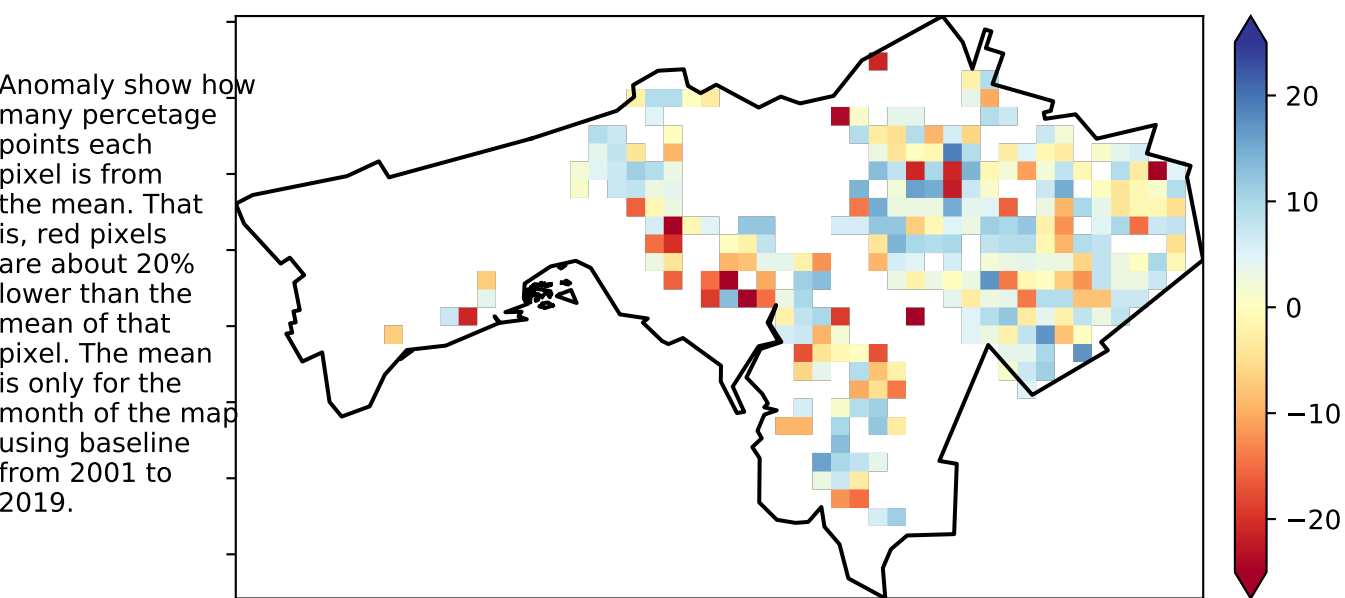 Anomaly show how
many percetage
points each
pixel is from
the mean. That
is, red pixels
are about 20%
lower than the
mean of that
pixel. The mean
is only for the
month of the map
using baseline
from 2001 to
2019.
20
10
0
−10
−20